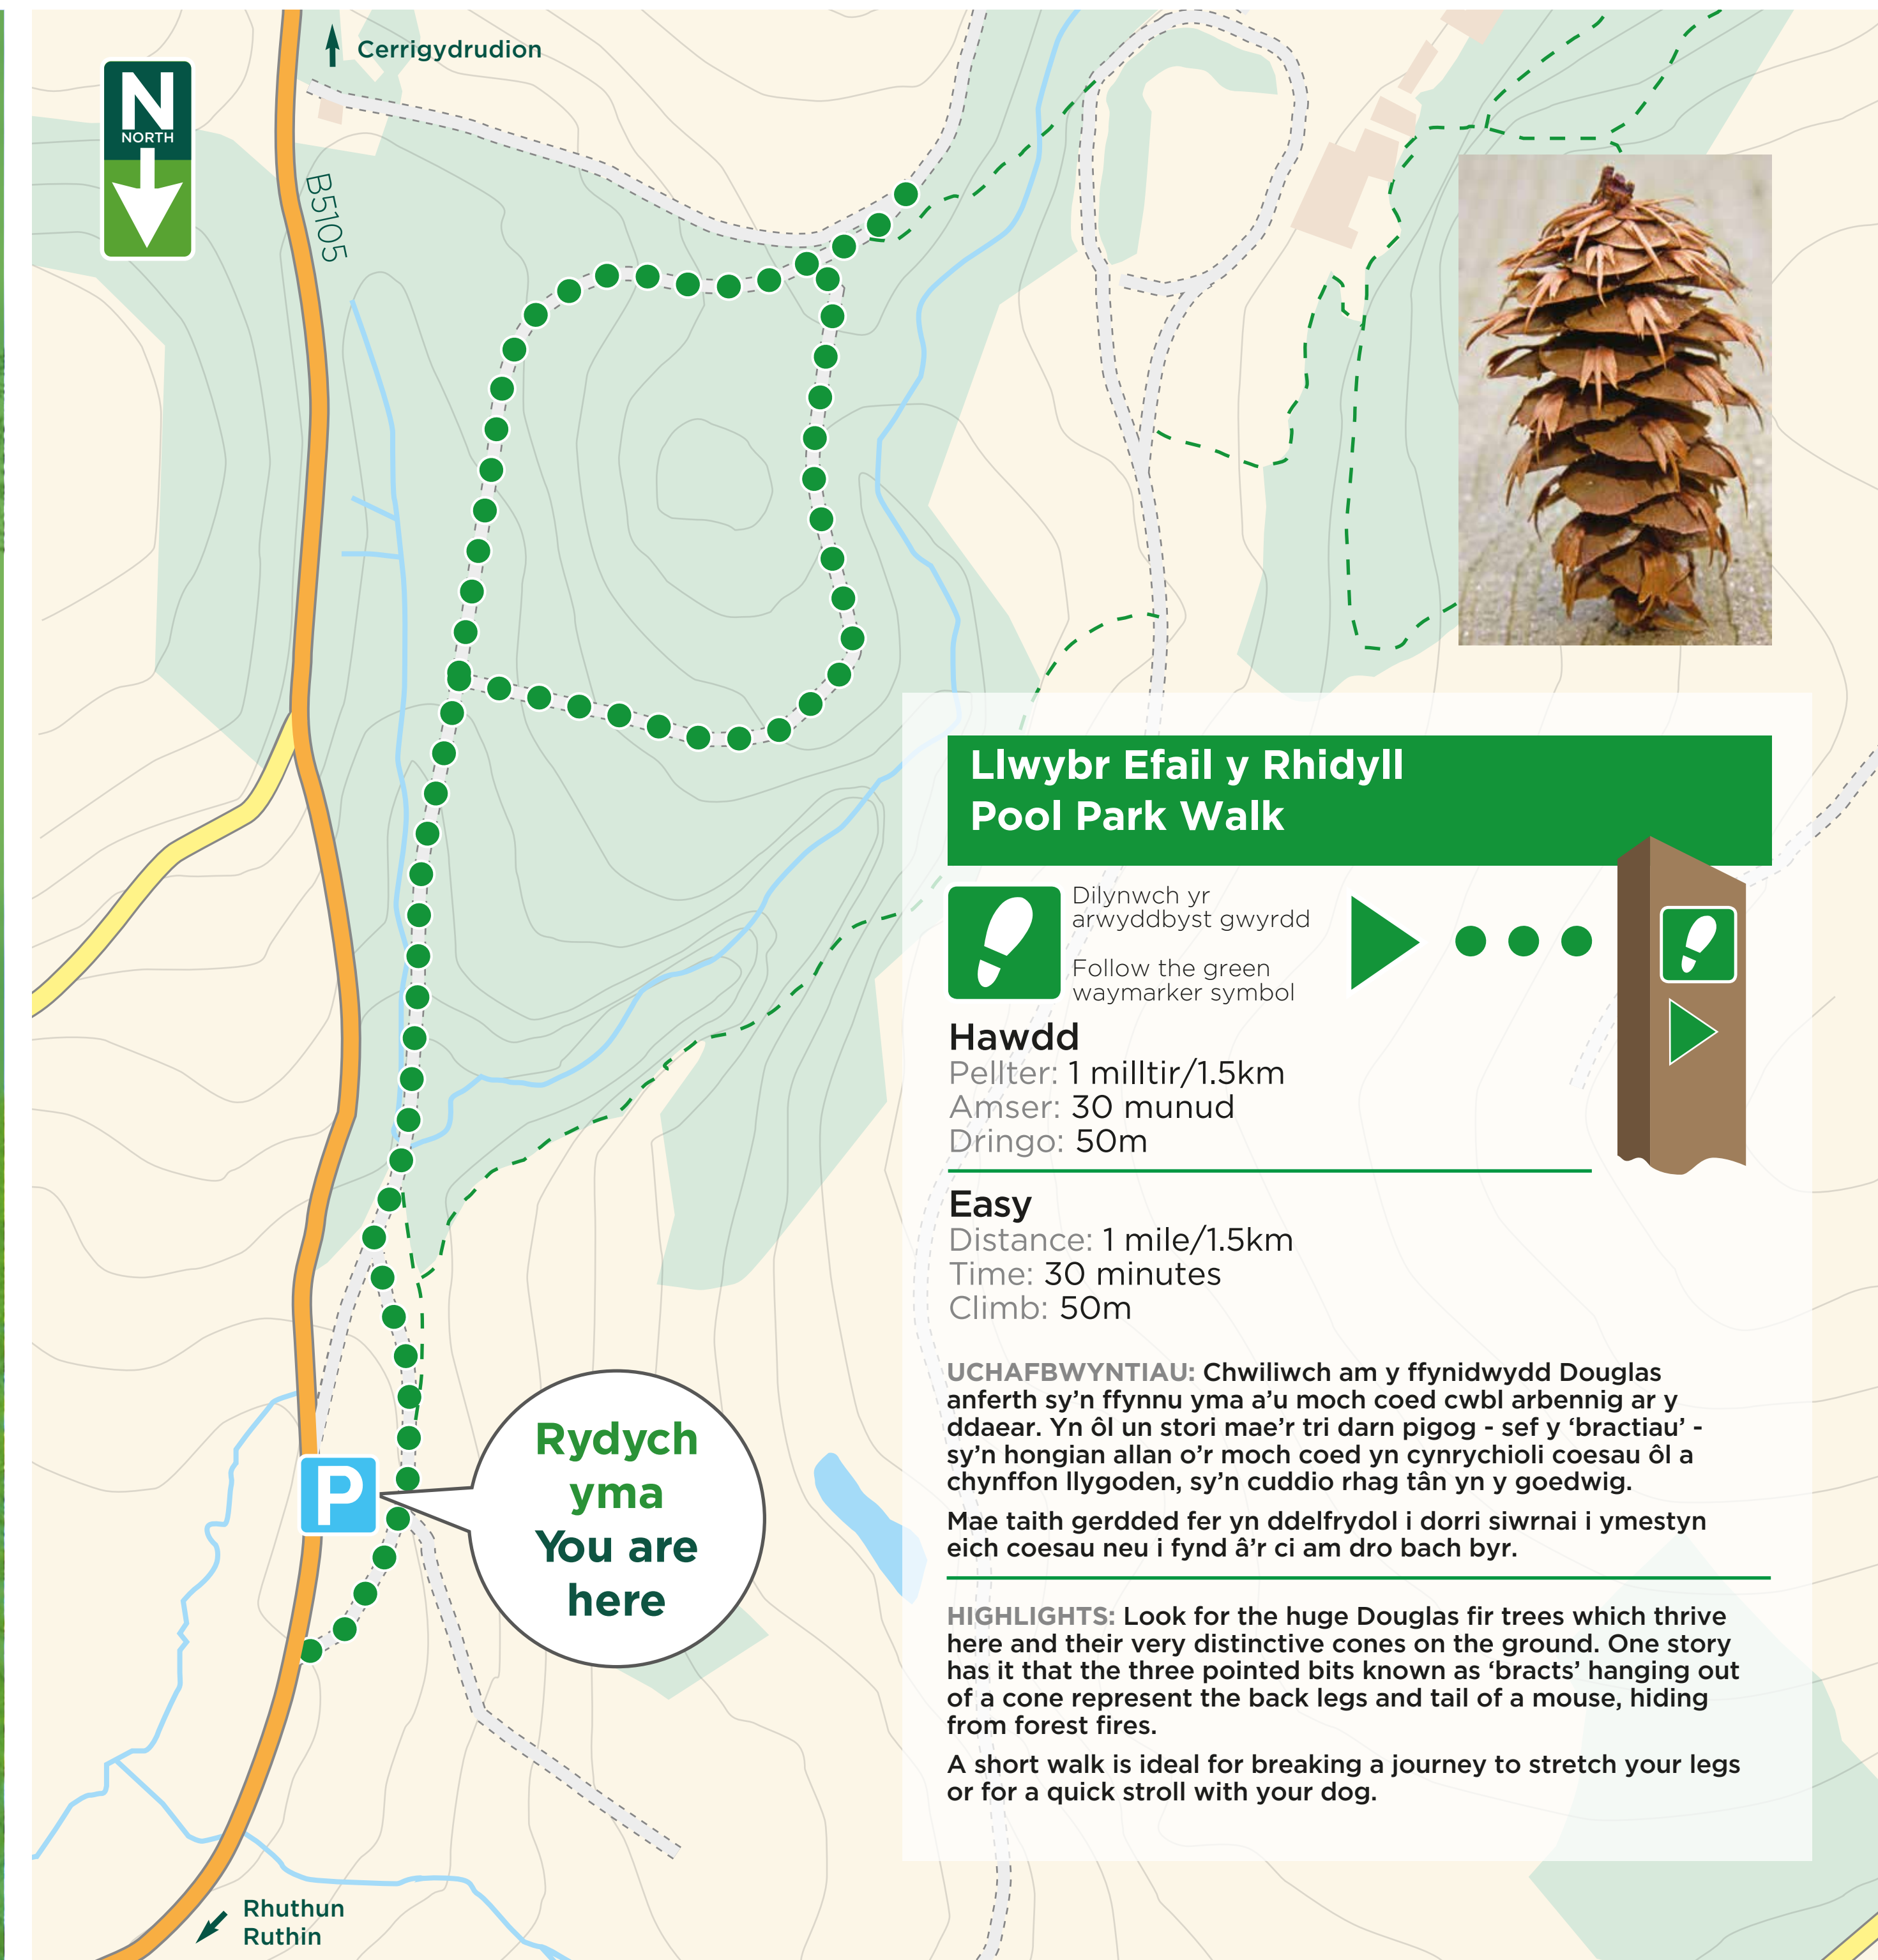 Cerrigydrudion
N
NORTH
B5105
Llwybr Efail y Rhidyll
Pool Park Walk
Dilynwch yr
arwyddbyst gwyrdd
Follow the green
waymarker symbol
Hawdd
Pellter: 1 milltir/1.5km
Amser: 30 munud
Dringo: 50m
Easy
Distance: 1 mile/1.5km
Time: 30 minutes
Climb: 50m
UCHAFBWYNTIAU: Chwiliwch am y ffynidwydd Douglas
anferth sy’n ffynnu yma a’u moch coed cwbl arbennig ar y
ddaear. Yn ôl un stori mae’r tri darn pigog - sef y ‘bractiau’ -
sy’n hongian allan o’r moch coed yn cynrychioli coesau ôl a
chynffon llygoden, sy’n cuddio rhag tân yn y goedwig.
Mae taith gerdded fer yn ddelfrydol i dorri siwrnai i ymestyn
eich coesau neu i fynd â’r ci am dro bach byr.
HIGHLIGHTS: Look for the huge Douglas fir trees which thrive
here and their very distinctive cones on the ground. One story
has it that the three pointed bits known as ‘bracts’ hanging out
of a cone represent the back legs and tail of a mouse, hiding
from forest fires.
A short walk is ideal for breaking a journey to stretch your legs
or for a quick stroll with your dog.
P
Rydych
yma
You are
here
Rhuthun
Ruthin